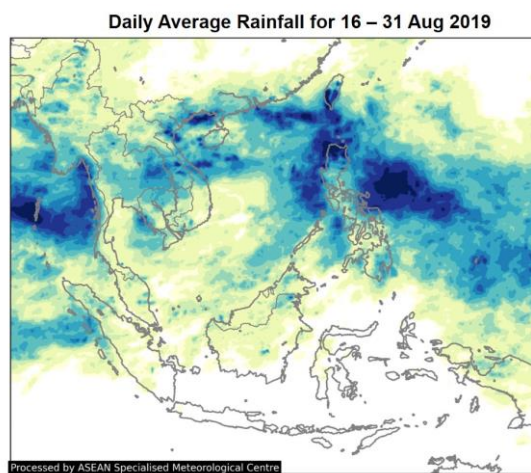 Daily Average Rainfall for 16 – 31 Aug 2019
Processed by ASEAN Specialised Meteorological Centre